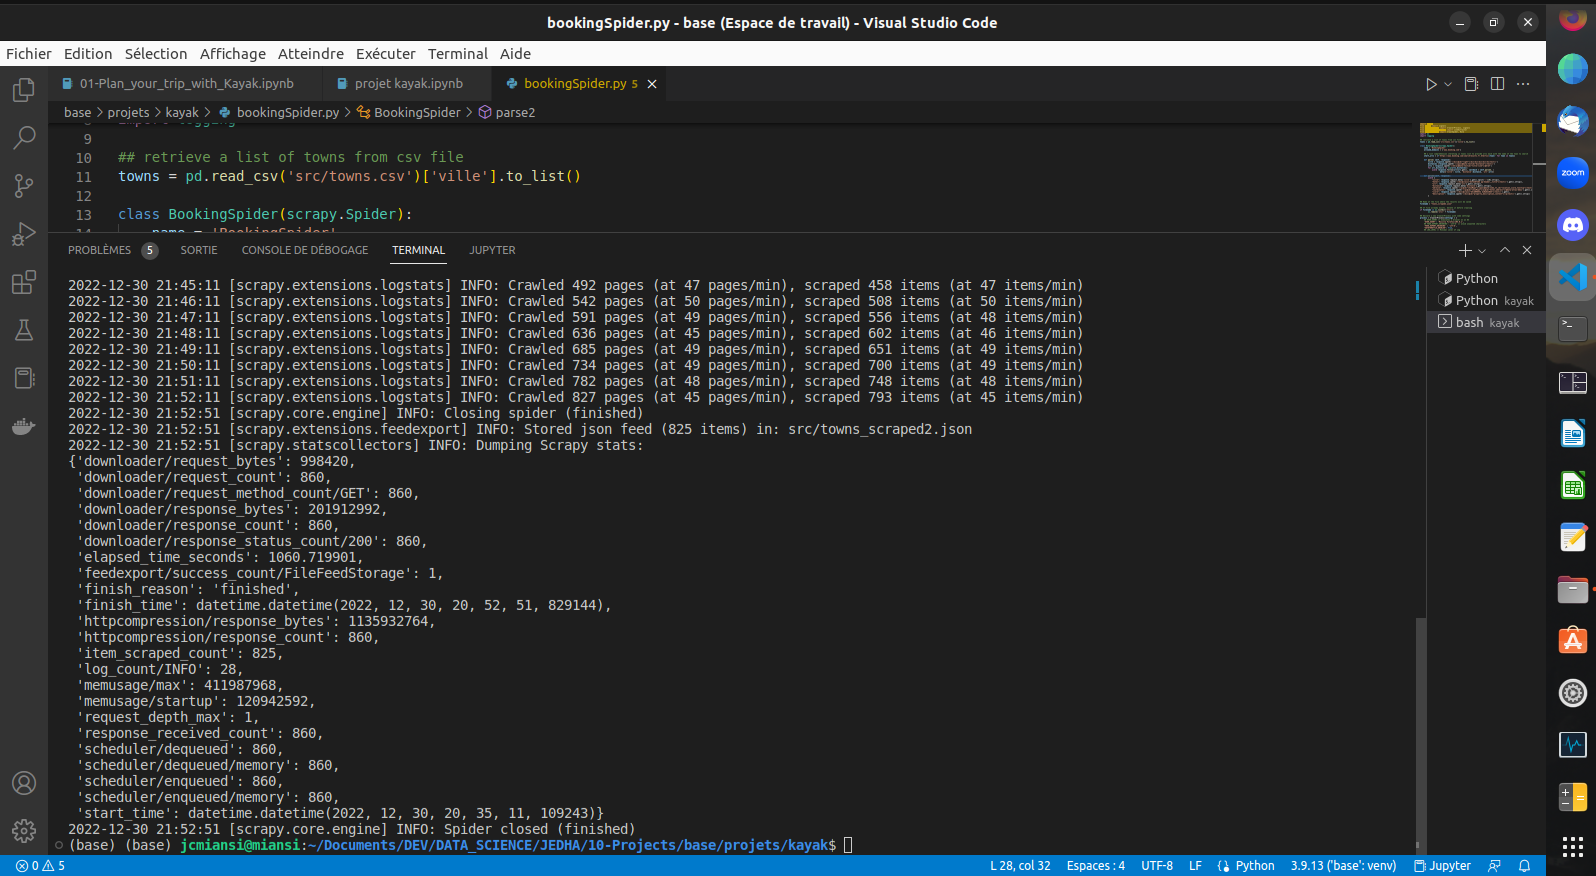 bookingSpider.py - base (Espace de travail) - Visual Studio Code
Fichier Edition Sélection Affichage Atteindre Exécuter Terminal Aide
01-Plan_your_trip_with_Kayak.ipynb projet kayak.ipynb bookingSpider.py 5
base > projets > kayak > bookingSpider.py > BookingSpider > parse2
9
10 ## retrieve a list of towns from csv file
11 towns = pd.read_csv('src/towns.csv')['ville'].to_list()
12
13 class BookingSpider(scrapy.Spider):
PROBLÈMES 5 SORTIE CONSOLE DE DÉBOGAGE TERMINAL JUPYTER
2022-12-30 21:45:11 [scrapy.extensions.logstats] INFO: Crawled 492 pages (at 47 pages/min), scraped 458 items (at 47 items/min)
2022-12-30 21:46:11 [scrapy.extensions.logstats] INFO: Crawled 542 pages (at 50 pages/min), scraped 508 items (at 50 items/min)
2022-12-30 21:47:11 [scrapy.extensions.logstats] INFO: Crawled 591 pages (at 49 pages/min), scraped 556 items (at 48 items/min)
2022-12-30 21:48:11 [scrapy.extensions.logstats] INFO: Crawled 636 pages (at 45 pages/min), scraped 602 items (at 46 items/min)
2022-12-30 21:49:11 [scrapy.extensions.logstats] INFO: Crawled 685 pages (at 49 pages/min), scraped 651 items (at 49 items/min)
2022-12-30 21:50:11 [scrapy.extensions.logstats] INFO: Crawled 734 pages (at 49 pages/min), scraped 700 items (at 49 items/min)
2022-12-30 21:51:11 [scrapy.extensions.logstats] INFO: Crawled 782 pages (at 48 pages/min), scraped 748 items (at 48 items/min)
2022-12-30 21:52:11 [scrapy.extensions.logstats] INFO: Crawled 827 pages (at 45 pages/min), scraped 793 items (at 45 items/min)
2022-12-30 21:52:51 [scrapy.core.engine] INFO: Closing spider (finished)
2022-12-30 21:52:51 [scrapy.extensions.feedexport] INFO: Stored json feed (825 items) in: src/towns_scraped2.json
2022-12-30 21:52:51 [scrapy.statscollectors] INFO: Dumping Scrapy stats:
{'downloader/request_bytes': 998420,
'downloader/request_count': 860,
'downloader/request_method_count/GET': 860,
'downloader/response_bytes': 201912992,
'downloader/response_count': 860,
'downloader/response_status_count/200': 860,
'elapsed_time_seconds': 1060.719901,
'feedexport/success_count/FileFeedStorage': 1,
'finish_reason': 'finished',
'finish_time': datetime.datetime(2022, 12, 30, 20, 52, 51, 829144),
'httpcompression/response_bytes': 1135932764,
'httpcompression/response_count': 860,
'item_scraped_count': 825,
'log_count/INFO': 28,
'memusage/max': 411987968,
'memusage/startup': 120942592,
'request_depth_max': 1,
'response_received_count': 860,
'scheduler/dequeued': 860,
'scheduler/dequeued/memory': 860,
'scheduler/enqueued': 860,
'scheduler/enqueued/memory': 860,
'start_time': datetime.datetime(2022, 12, 30, 20, 35, 11, 109243)}
2022-12-30 21:52:51 [scrapy.core.engine] INFO: Spider closed (finished)
(base) (base) jcmiansi@miansi:~/Documents/DEV/DATA_SCIENCE/JEDHA/10-Projects/base/projets/kayak$
Python
Python kayak
bash kayak
zoom
0 5 L 28, col 32 Espaces : 4 UTF-8 LF Python 3.9.13 ('base': venv) Jupyter